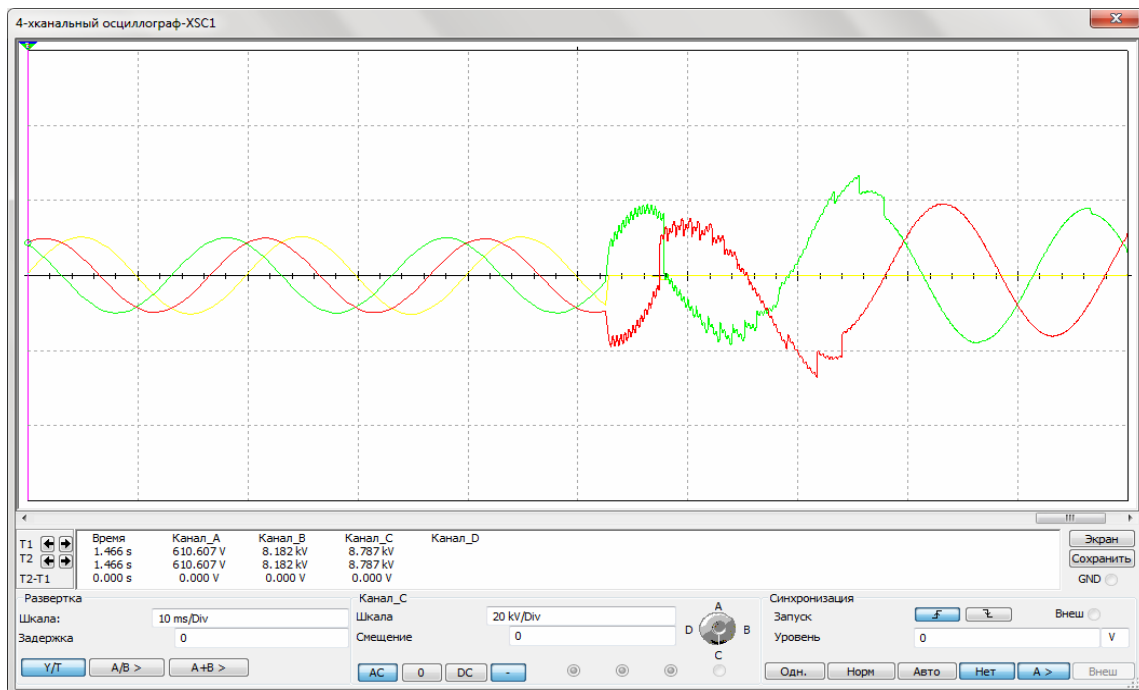 4-хканальный осциллограф-XSC1
x
T1
T2
T2-T1
Время Канал_A Канал_B Канал_C Канал_D
1.466 s 610.607 V 8.182 kV 8.787 kV
1.466 s 610.607 V 8.182 kV 8.787 kV
0.000 s 0.000 V 0.000 V 0.000 V
Экран
Сохранить
GND
Развертка
Шкала: 10 ms/Div
Задержка 0
Y/T A/B > A+B >
Канал_C
Шкала 20 kV/Div
Смещение 0
AC 0 DC -
A
D B
C
Синхронизация
Запуск Внеш
Уровень 0 V
Одн. Норм Авто Нет A > Внеш